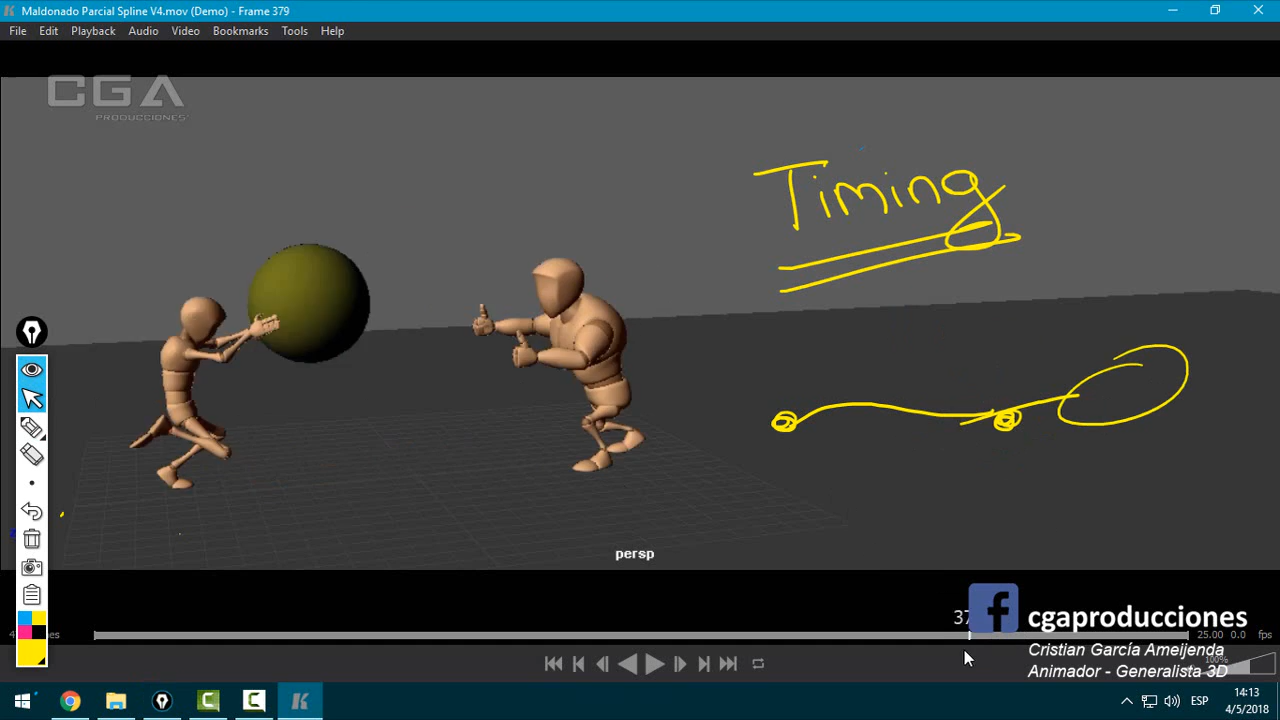 Maldonado Parcial Spline V4.mov (Demo) - Frame 379
File Edit Playback Audio Video Bookmarks Tools Help
CGA
PRODUCCIONES
Timing
persp
cgaproducciones
25.00 0.0 fps
Cristian García Ameijenda
100%
Animador - Generalista 3D
ESP
14:13
4/5/2018